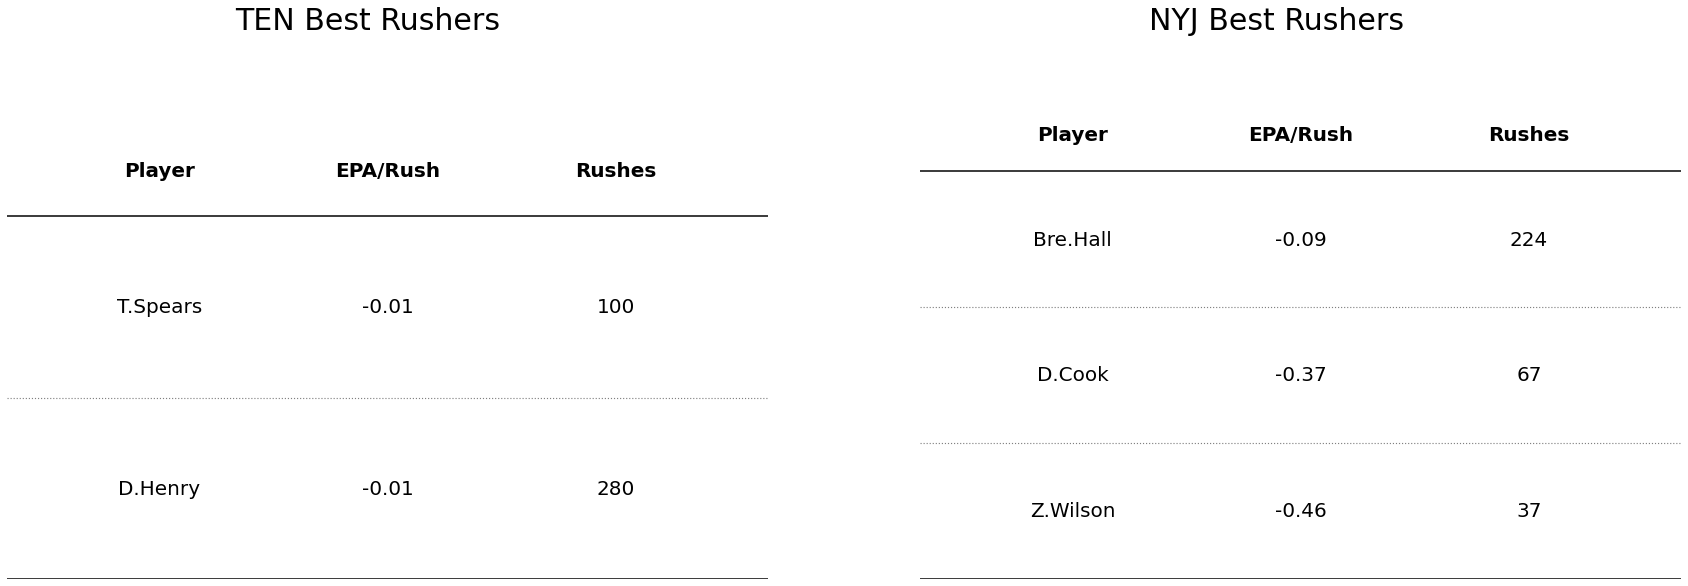 TEN Best Rushers
Player EPA/Rush Rushes
T.Spears -0.01 100
D.Henry -0.01 280
NYJ Best Rushers
Player EPA/Rush Rushes
Bre.Hall -0.09 224
D.Cook -0.37 67
Z.Wilson -0.46 37